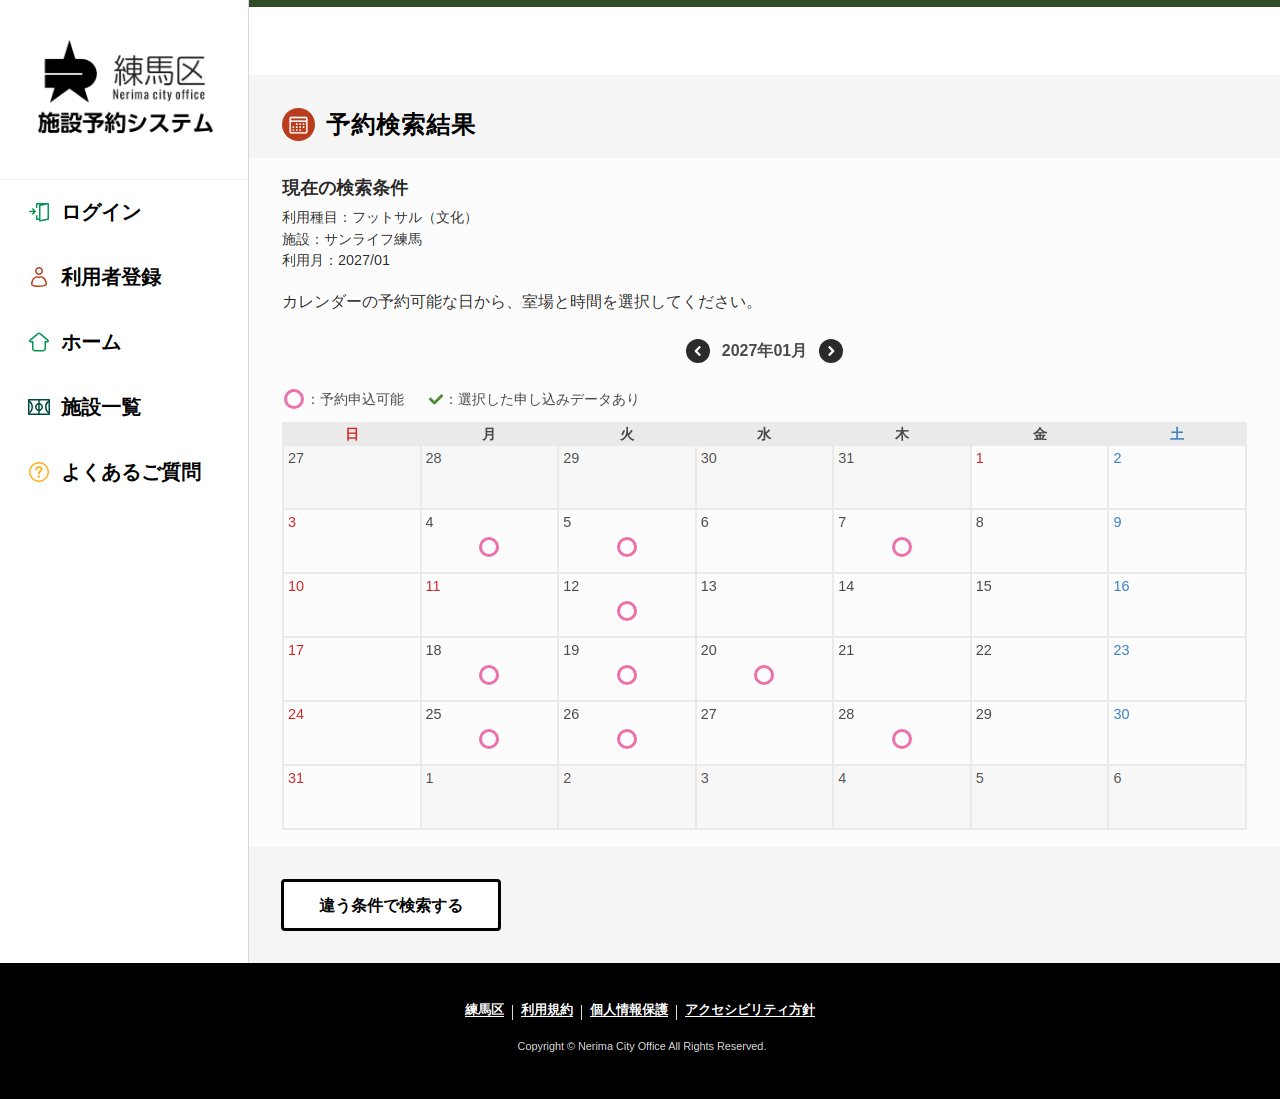 練馬区
Nerima city office
施設予約システム
ログイン
利用者登録
ホーム
施設一覧
よくあるご質問
予約検索結果
現在の検索条件
利用種目：フットサル（文化）
施設：サンライフ練馬
利用月：2027/01
カレンダーの予約可能な日から、室場と時間を選択してください。
2027年01月
：予約申込可能 ：選択した申し込みデータあり
日 月 火 水 木 金 土
27 28 29 30 31 1 2
3 4 5 6 7 8 9
10 11 12 13 14 15 16
17 18 19 20 21 22 23
24 25 26 27 28 29 30
31 1 2 3 4 5 6
違う条件で検索する
練馬区 | 利用規約 | 個人情報保護 | アクセシビリティ方針
Copyright © Nerima City Office All Rights Reserved.